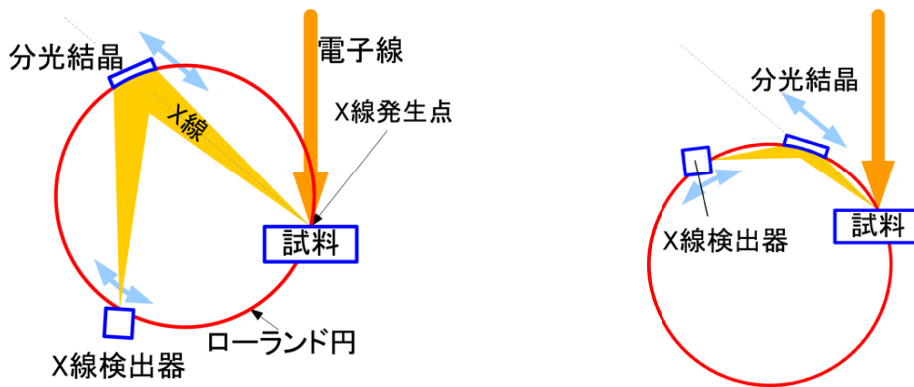 分光結晶
電子線
X線発生点
X線
試料
ローランド円
X線検出器
分光結晶
X線検出器
試料